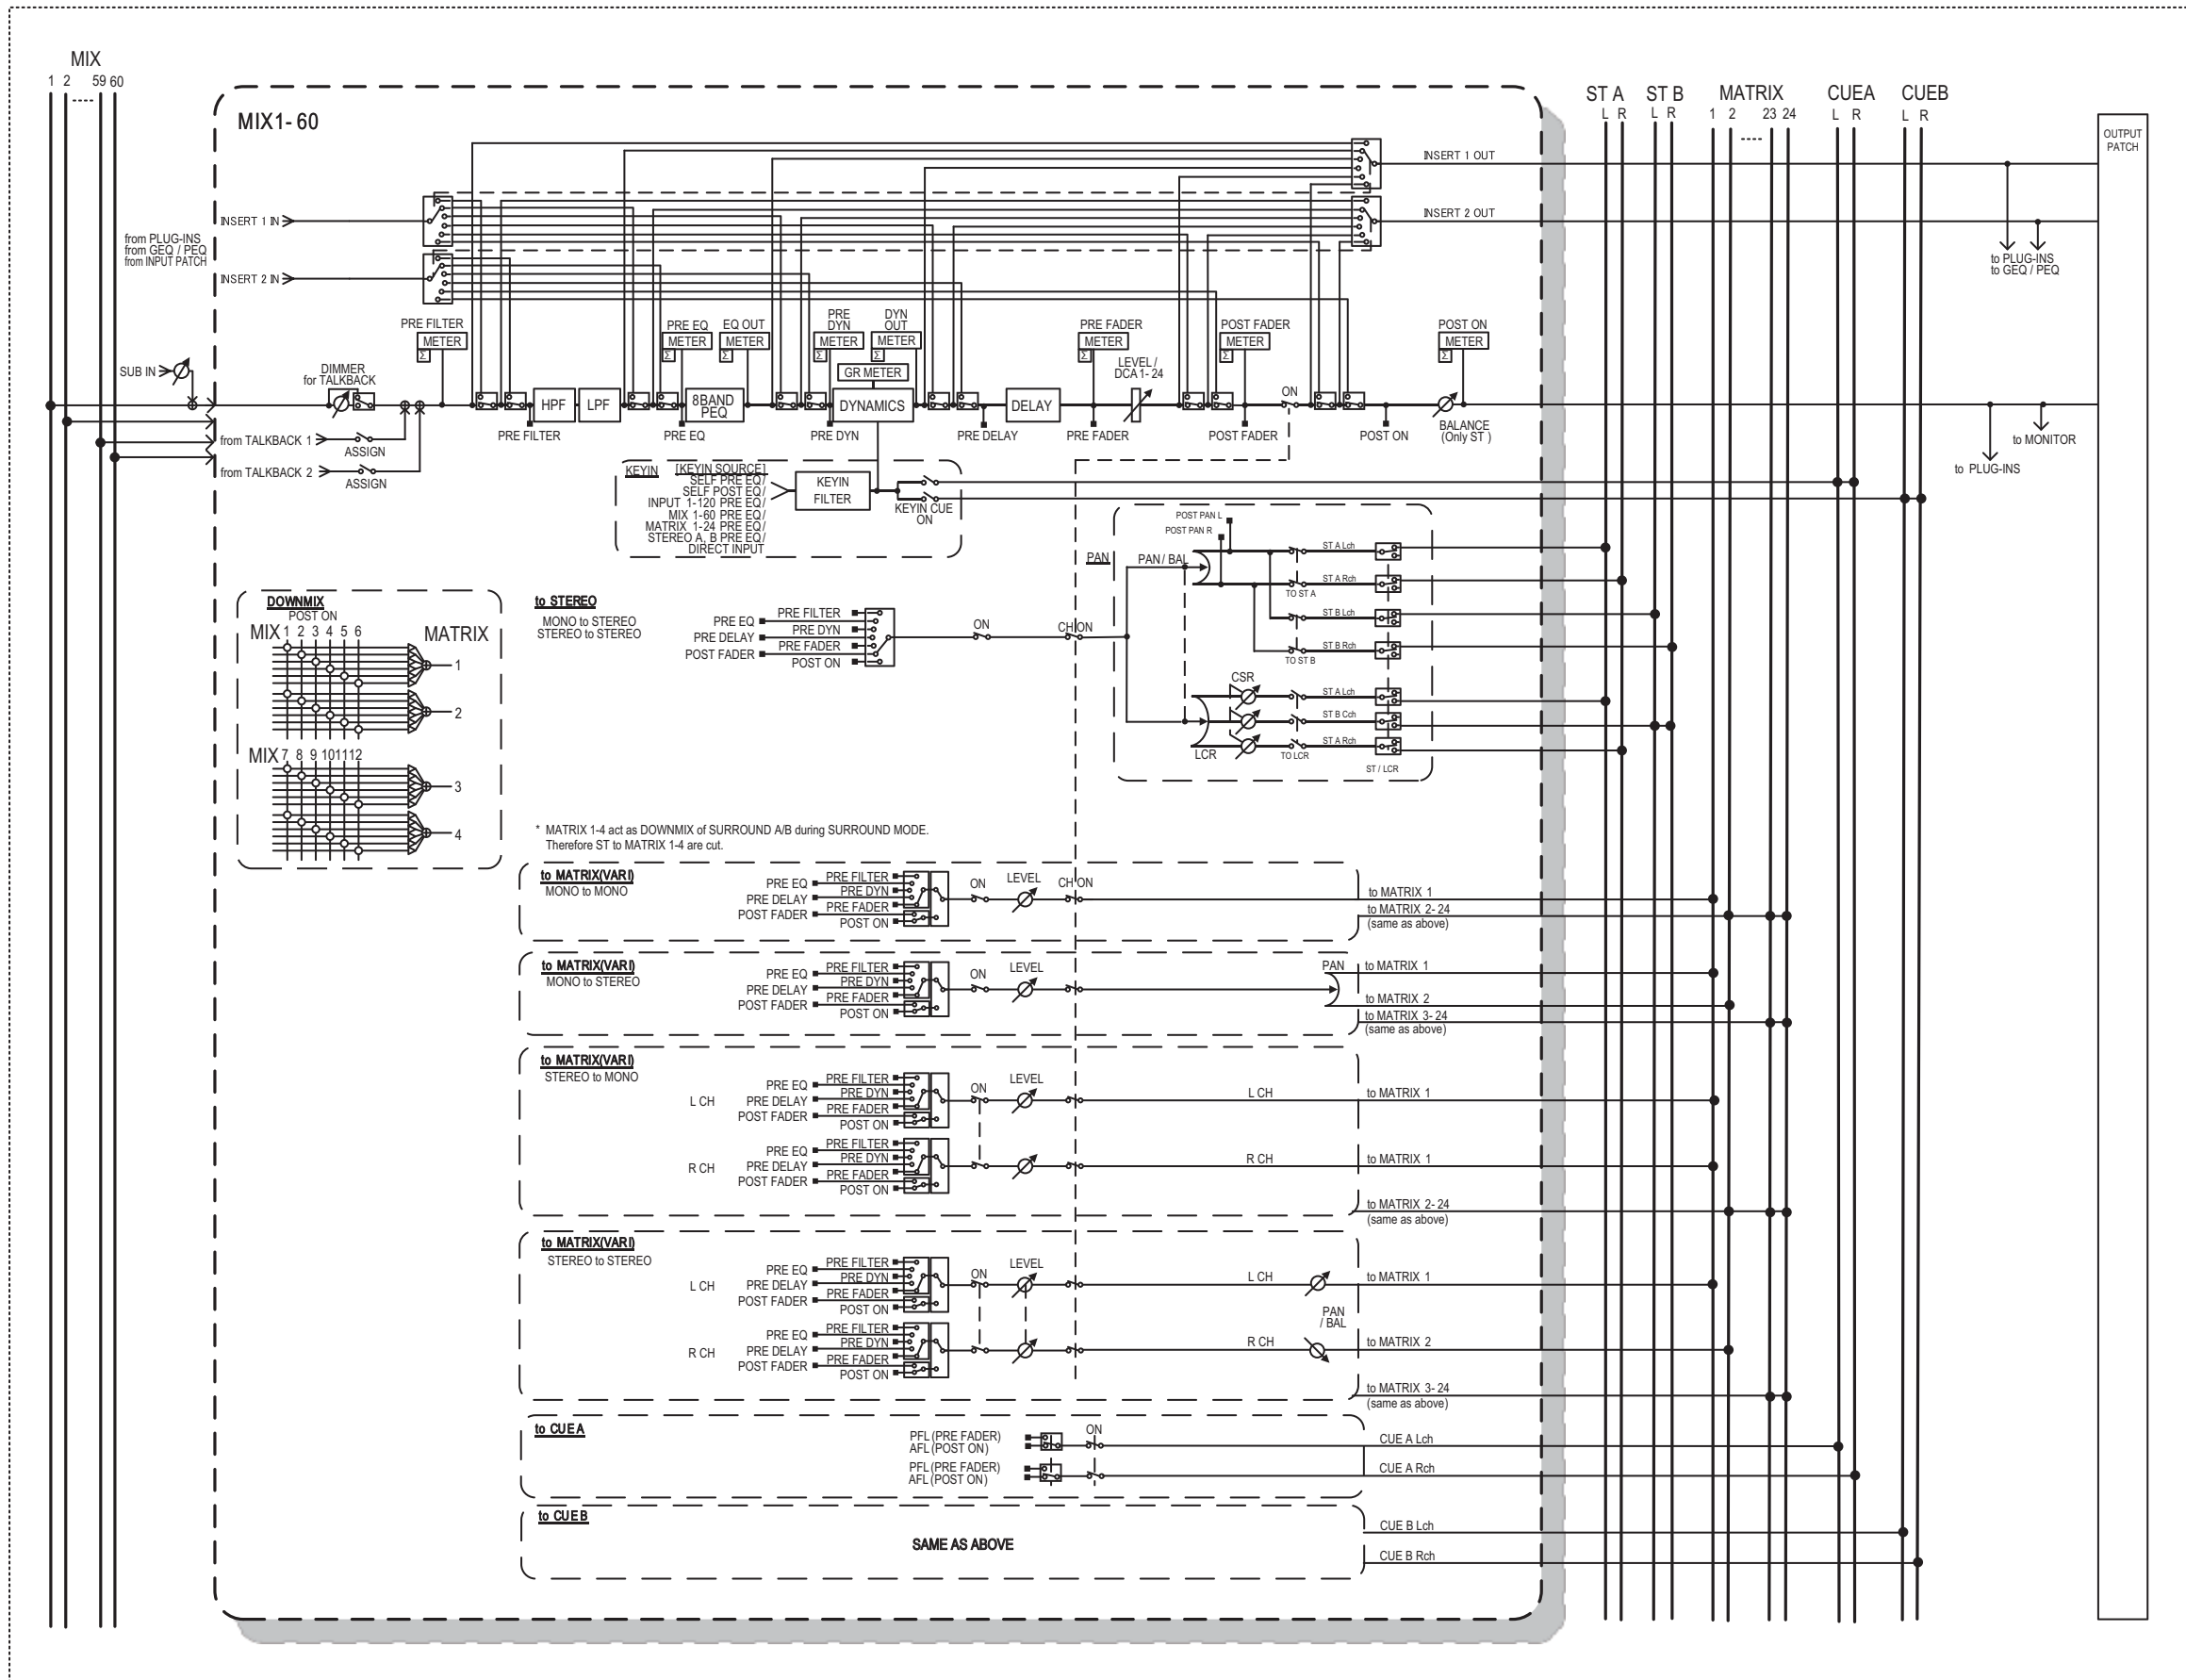 MIX
1 2 ---- 59 60
ST A ST B MATRIX CUEA CUEB
L R L R 1 2 ---- 23 24 L R L R
OUTPUT
PATCH
MIX1- 60
INSERT 1 OUT
INSERT 2 OUT
INSERT 1 IN
from PLUG-INS
from GEQ / PEQ
from INPUT PATCH
INSERT 2 IN
to PLUG-INS
to GEQ / PEQ
PRE FILTER
METER
Σ
PRE EQ
METER
Σ
EQ OUT
METER
PRE
DYN
METER
Σ
DYN
OUT
METER
Σ
GR METER
PRE FADER
METER
Σ
LEVEL /
DCA 1- 24
POST FADER
METER
Σ
POST ON
METER
Σ
SUB IN
DIMMER
for TALKBACK
HPF
LPF
8BAND
PEQ
DYNAMICS
DELAY
ON
PRE FILTER
PRE EQ
PRE DYN
PRE DELAY
PRE FADER
POST FADER
POST ON
BALANCE
(Only ST )
from TALKBACK 1
ASSIGN
from TALKBACK 2
ASSIGN
to MONITOR
to PLUG-INS
KEYIN
[KEYIN SOURCE]
SELF PRE EQ /
SELF POST EQ /
INPUT 1-120 PRE EQ /
MIX 1-60 PRE EQ /
MATRIX 1-24 PRE EQ /
STEREO A, B PRE EQ /
DIRECT INPUT
KEYIN
FILTER
KEYIN CUE
ON
POST PAN L
POST PAN R
PAN
PAN / BAL
ST A Lch
ST A Rch
TO ST A
ST B Lch
ST B Rch
TO ST B
CSR
ST A Lch
ST B Cch
ST A Rch
LCR
TO LCR
ST / LCR
DOWNMIX
POST ON
MIX 1 2 3 4 5 6 MATRIX
1
2
MIX 7 8 9 10 11 12
3
4
to STEREO
MONO to STEREO
STEREO to STEREO
PRE FILTER
PRE EQ
PRE DYN
PRE DELAY
PRE FADER
POST FADER
POST ON
ON
CH ON
* MATRIX 1-4 act as DOWNMIX of SURROUND A/B during SURROUND MODE.
Therefore ST to MATRIX 1-4 are cut.
to MATRIX(VARI)
MONO to MONO
PRE FILTER
PRE EQ
PRE DYN
PRE DELAY
PRE FADER
POST FADER
POST ON
ON
LEVEL
CH ON
to MATRIX 1
to MATRIX 2- 24
(same as above)
to MATRIX(VARI)
MONO to STEREO
PRE FILTER
PRE EQ
PRE DYN
PRE DELAY
PRE FADER
POST FADER
POST ON
ON
LEVEL
PAN
to MATRIX 1
to MATRIX 2
to MATRIX 3- 24
(same as above)
to MATRIX(VARI)
STEREO to MONO
L CH
PRE FILTER
PRE EQ
PRE DYN
PRE DELAY
PRE FADER
POST FADER
POST ON
ON
LEVEL
L CH
to MATRIX 1
R CH
PRE FILTER
PRE EQ
PRE DYN
PRE DELAY
PRE FADER
POST FADER
POST ON
R CH
to MATRIX 1
to MATRIX 2- 24
(same as above)
to MATRIX(VARI)
STEREO to STEREO
L CH
PRE FILTER
PRE EQ
PRE DYN
PRE DELAY
PRE FADER
POST FADER
POST ON
ON
LEVEL
L CH
to MATRIX 1
PAN
/ BAL
R CH
PRE FILTER
PRE EQ
PRE DYN
PRE DELAY
PRE FADER
POST FADER
POST ON
R CH
to MATRIX 2
to MATRIX 3- 24
(same as above)
to CUE A
PFL (PRE FADER)
AFL (POST ON)
ON
CUE A Lch
PFL (PRE FADER)
AFL (POST ON)
CUE A Rch
to CUE B
SAME AS ABOVE
CUE B Lch
CUE B Rch